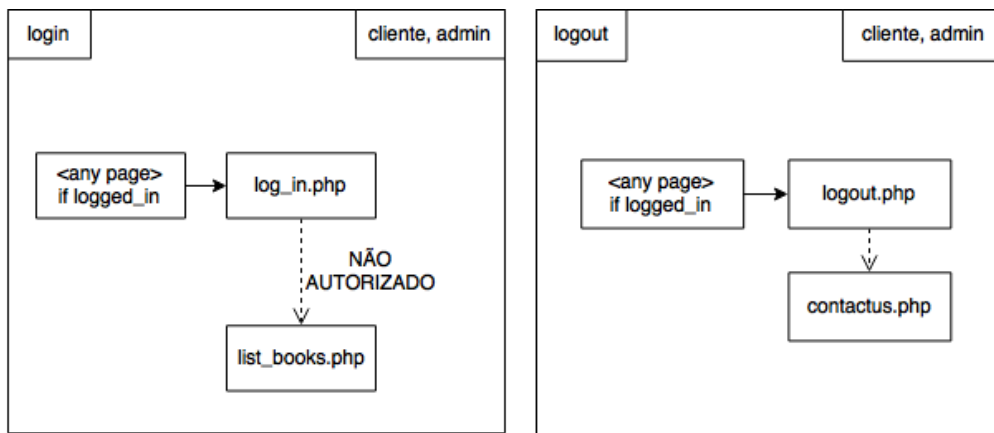 login
cliente, admin
<any page>
if logged_in
log_in.php
NÃO
AUTORIZADO
list_books.php
logout
cliente, admin
<any page>
if logged_in
logout.php
contactus.php